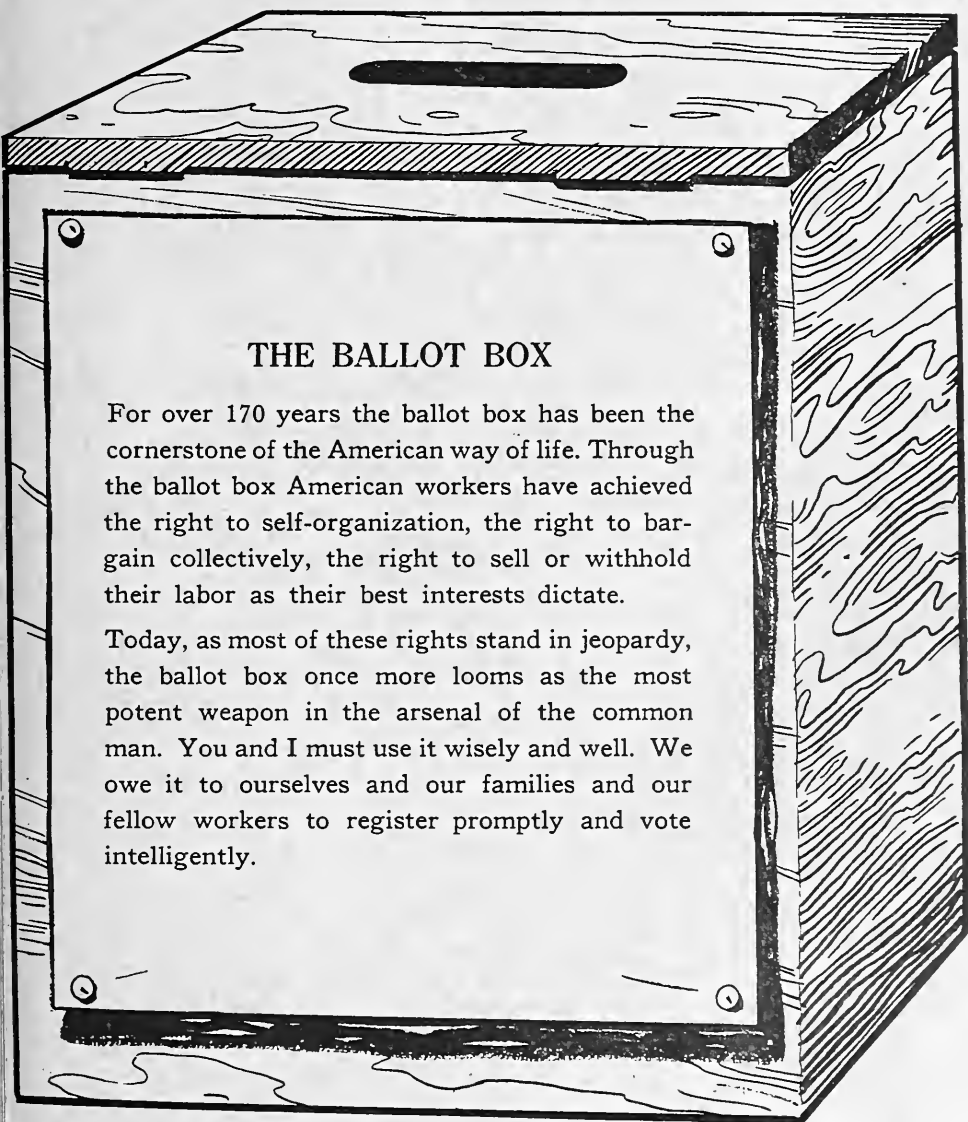 THE BALLOT BOX
For over 170 years the ballot box has been the
cornerstone of the American way of life. Through
the ballot box American workers have achieved
the right to self-organization, the right to bar-
gain collectively, the right to sell or withhold
their labor as their best interests dictate.
Today, as most of these rights stand in jeopardy,
the ballot box once more looms as the most
potent weapon in the arsenal of the common
man. You and I must use it wisely and well. We
owe it to ourselves and our families and our
fellow workers to register promptly and vote
intelligently.